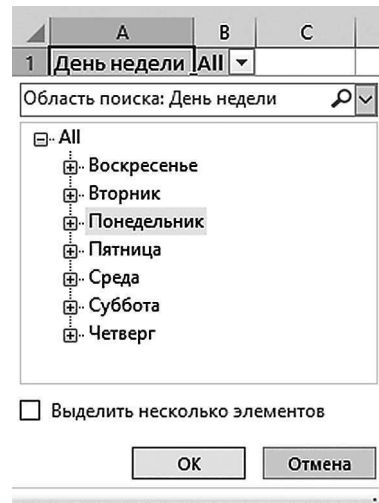 A B C
1 День недели All
Область поиска: День недели
All
Воскресенье
Вторник
Понедельник
Пятница
Среда
Суббота
Четверг
Выделить несколько элементов
OK Отмена